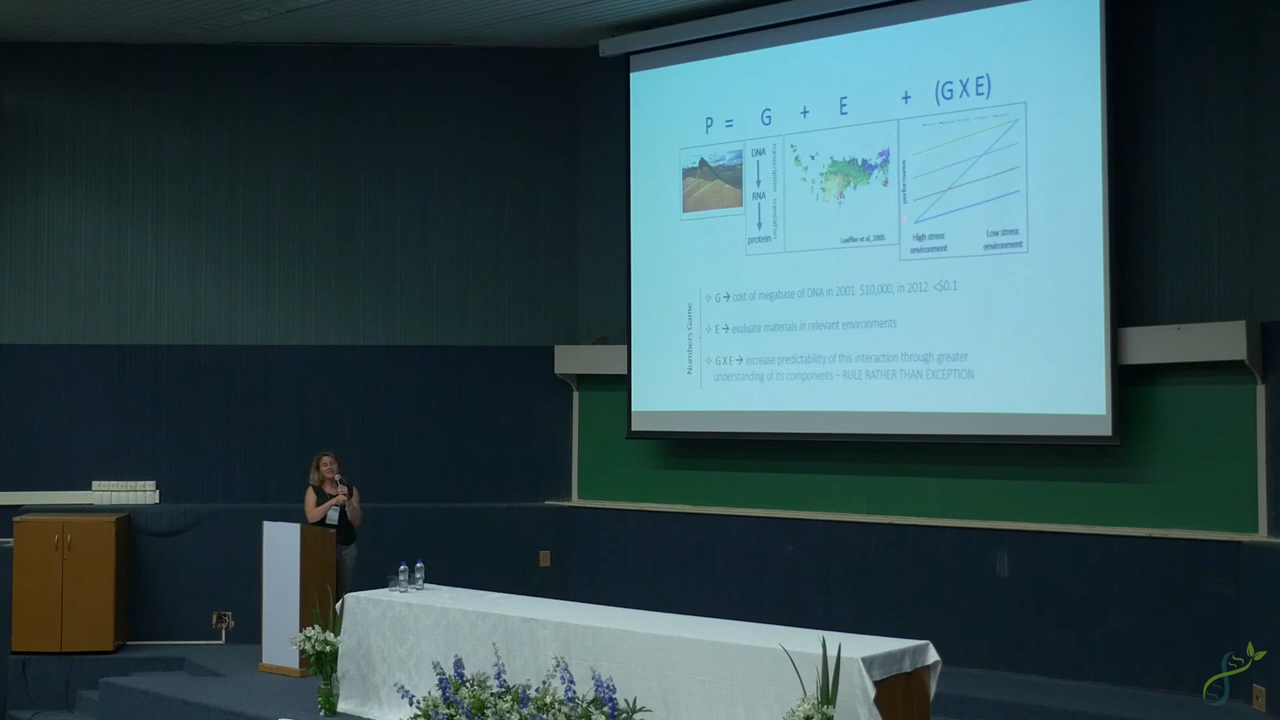 P = G + E + (G X E)
DNA
transcription
RNA
translation
protein
Loeffler et al, 2005
performance
High stress
environment
Low stress
environment
Numbers Game
G → cost of megabase of DNA in 2001 $10,000, in 2012 <$0.1
E → evaluate materials in relevant environments
G X E → increase predictability of this interaction through greater
understanding of its components – RULE RATHER THAN EXCEPTION